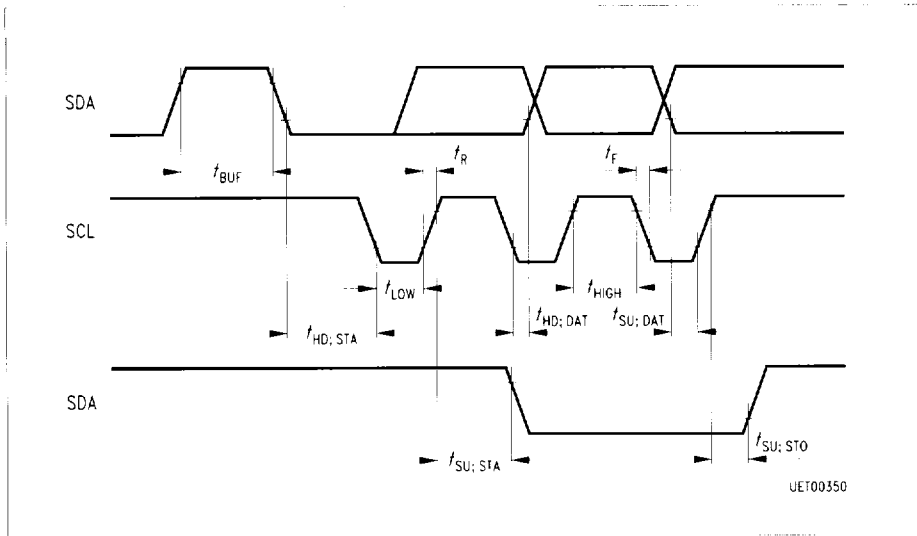 SDA
t_BUF
t_R
t_F
SCL
t_LOW
t_HIGH
t_HD; STA
t_HD; DAT
t_SU; DAT
SDA
t_SU; STA
t_SU; STO
UET00350